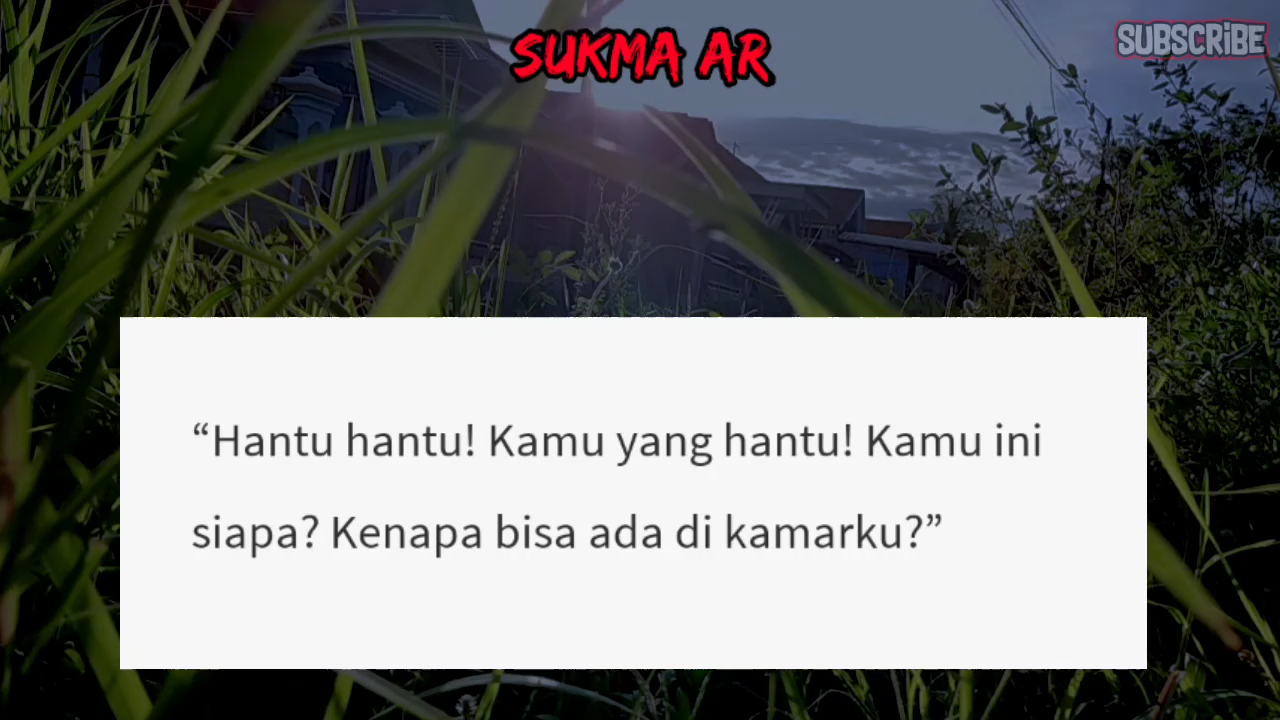 SUKMA AR
SUBSCRiBE
“Hantu hantu! Kamu yang hantu! Kamu ini
siapa? Kenapa bisa ada di kamarku?”